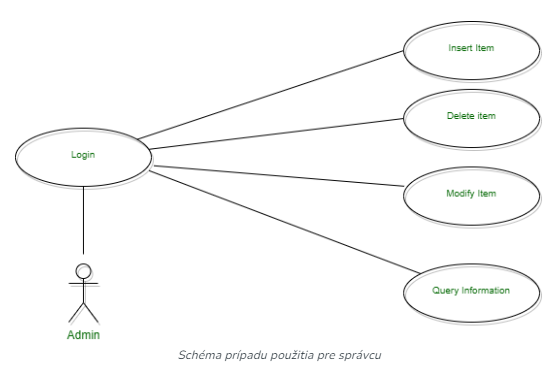 Insert Item
Delete item
Login
Modify Item
Query Information
Admin
Schéma prípadu použitia pre správcu